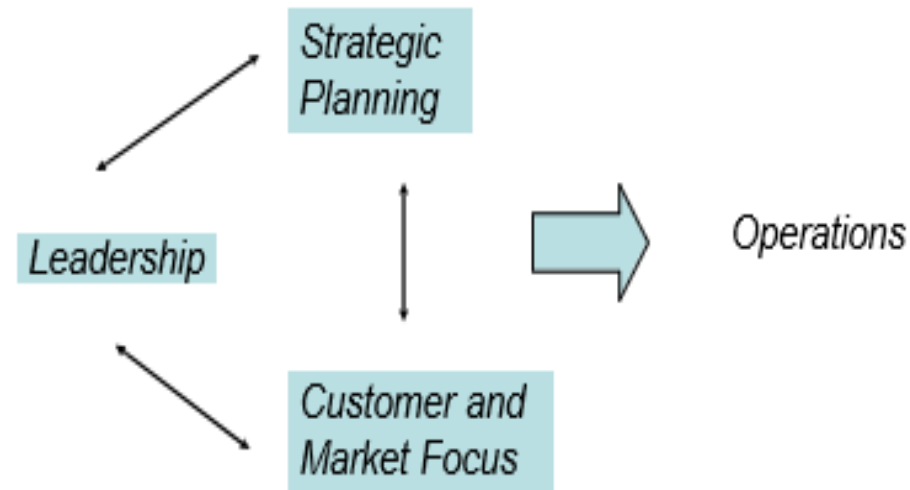 Strategic
Planning
Leadership
Operations
Customer and
Market Focus